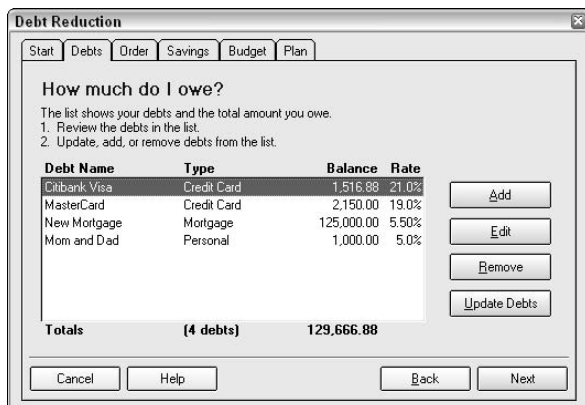 Debt Reduction
Start Debts Order Savings Budget Plan
How much do I owe?
The list shows your debts and the total amount you owe.
1. Review the debts in the list.
2. Update, add, or remove debts from the list.
Debt Name Type Balance Rate
Citibank Visa Credit Card 1,516.88 21.0%
MasterCard Credit Card 2,150.00 19.0%
New Mortgage Mortgage 125,000.00 5.50%
Mom and Dad Personal 1,000.00 5.0%
Totals (4 debts) 129,666.88
Add
Edit
Remove
Update Debts
Cancel Help Back Next